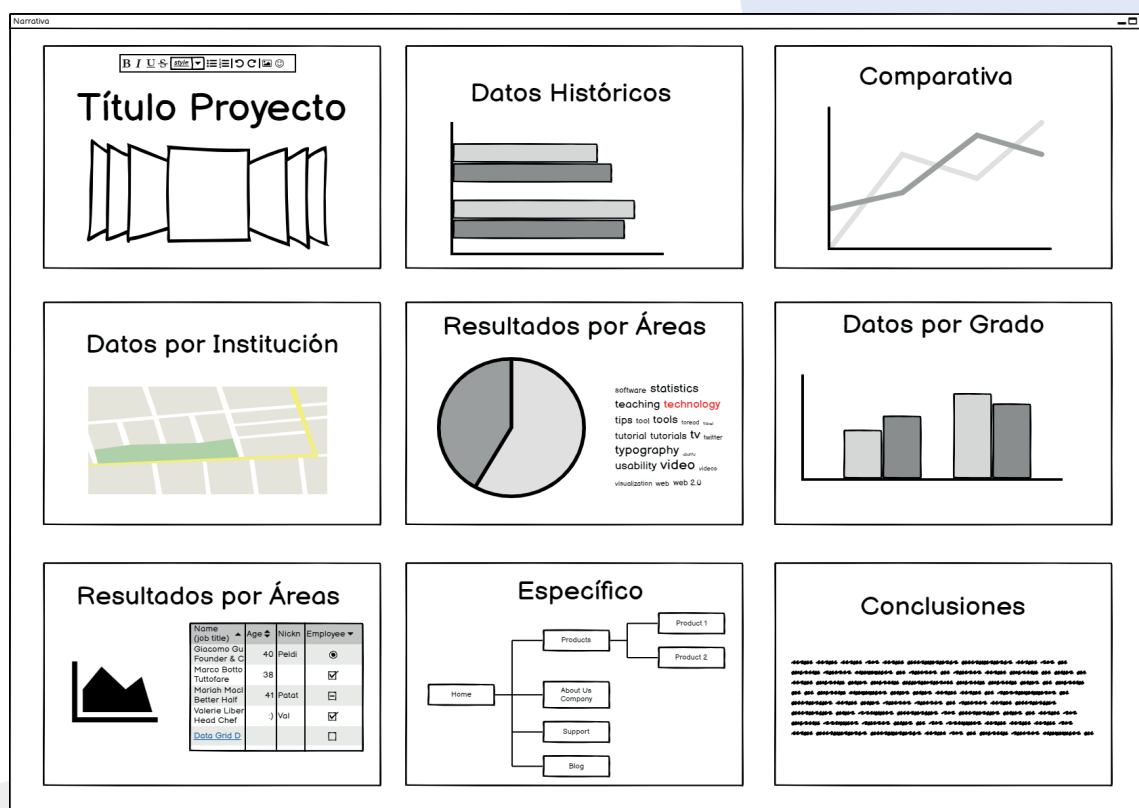 Narrativa
B I U S style
Título Proyecto
Datos Históricos
Comparativa
Datos por Institución
Resultados por Áreas
software statistics
teaching technology
tips tool tools toread travel
tutorial tutorials tv twitter
typography ubuntu
usability video videos
visualization web web 2.0
Datos por Grado
Resultados por Áreas
Name
(job title) Age Nickn Employee
Giacomo Gu
Founder & C 40 Peldi
Marco Botto
Tuttofare 38
Mariah Macl
Better Half 41 Patat
Valerie Liber
Head Chef :) Val
Data Grid D
Específico
Home
Products
Product 1
Product 2
About Us
Company
Support
Blog
Conclusiones